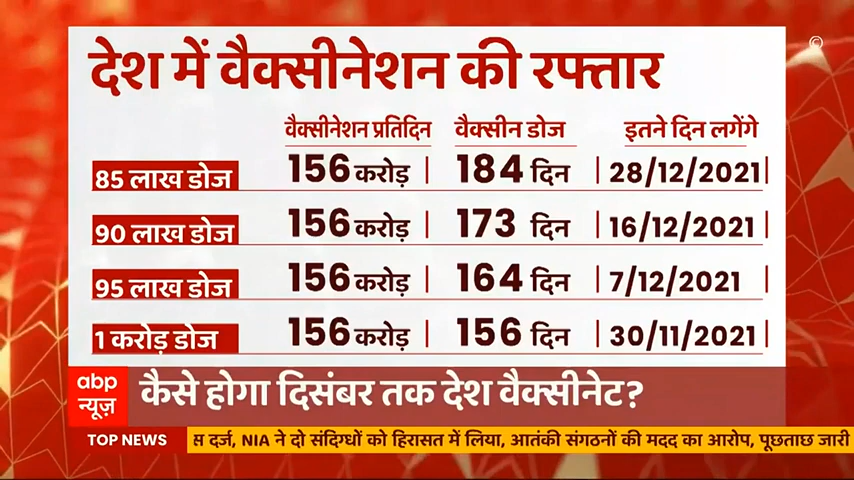 ©
देश में वैक्सीनेशन की रफ्तार
वैक्सीनेशन प्रतिदिन वैक्सीन डोज इतने दिन लगेंगे
85 लाख डोज 156 करोड़ | 184 दिन | 28/12/2021 |
90 लाख डोज 156 करोड़ | 173 दिन | 16/12/2021 |
95 लाख डोज 156 करोड़ | 164 दिन | 7/12/2021 |
1 करोड़ डोज 156 करोड़ | 156 दिन | 30/11/2021 |
abp न्यूज़ कैसे होगा दिसंबर तक देश वैक्सीनेट?
TOP NEWS स दर्ज, NIA ने दो संदिग्धों को हिरासत में लिया, आतंकी संगठनों की मदद का आरोप, पूछताछ जारी